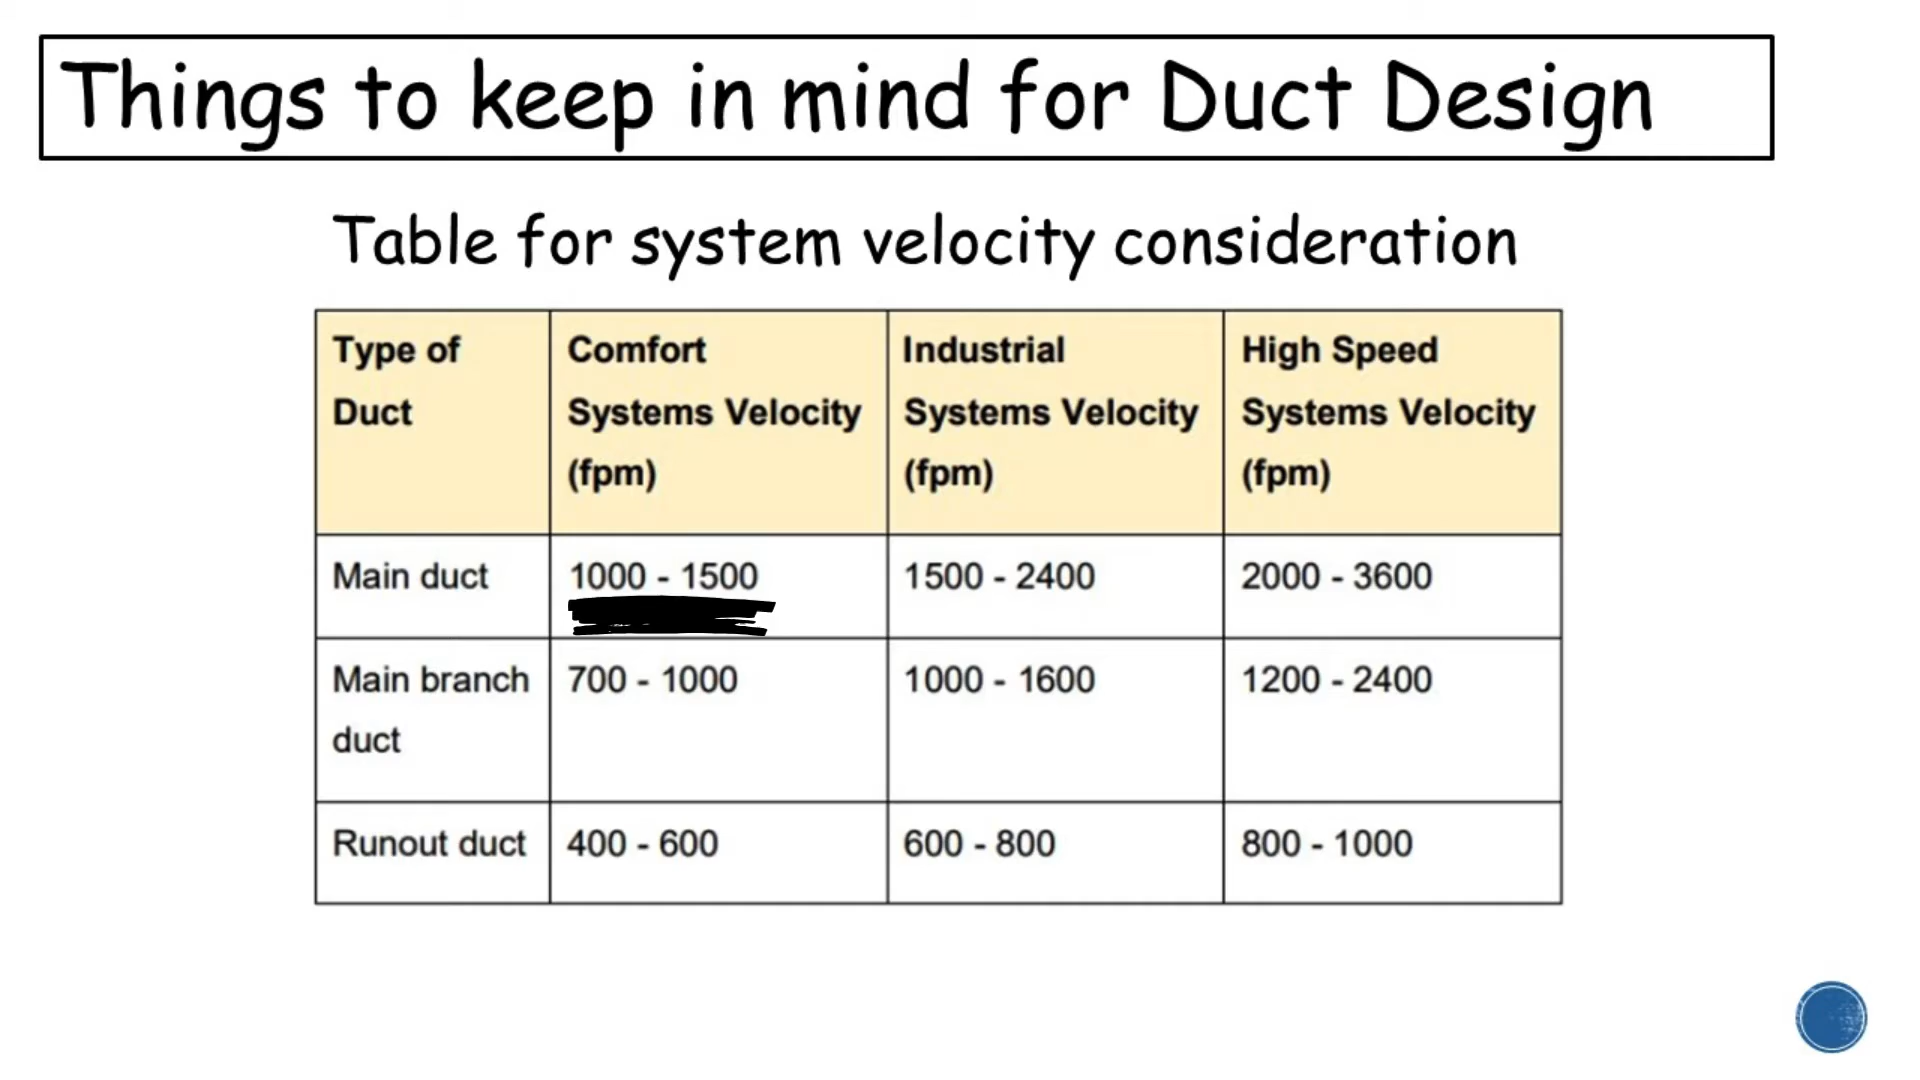 Things to keep in mind for Duct Design
Table for system velocity consideration
Type of Duct | Comfort Systems Velocity (fpm) | Industrial Systems Velocity (fpm) | High Speed Systems Velocity (fpm)
Main duct | 1000 - 1500 | 1500 - 2400 | 2000 - 3600
Main branch duct | 700 - 1000 | 1000 - 1600 | 1200 - 2400
Runout duct | 400 - 600 | 600 - 800 | 800 - 1000